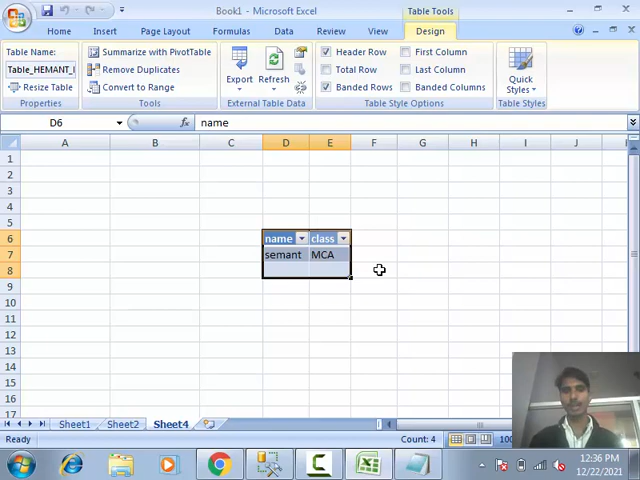 Book1 - Microsoft Excel
Table Tools
Home Insert Page Layout Formulas Data Review View Design
Table Name:
Table_HEMANT_
Resize Table
Properties
Summarize with PivotTable
Remove Duplicates
Convert to Range
Tools
Export Refresh
External Table Data
Header Row
Total Row
Banded Rows
First Column
Last Column
Banded Columns
Table Style Options
Quick
Styles
Table Styles
D6 fx name
A B C D E F G H I J
1
2
3
4
5
6 name class
7 semant MCA
8
9
10
11
12
13
14
15
16
17
Sheet1 Sheet2 Sheet4
Ready Count: 4 100
12:36 PM
12/22/2021